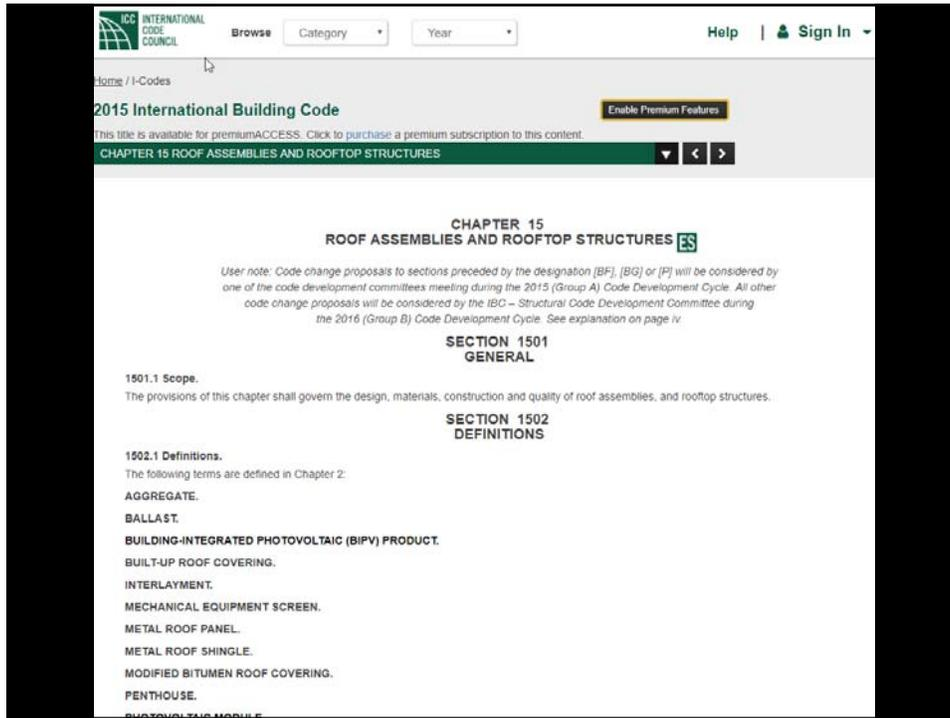 ICC INTERNATIONAL
CODE
COUNCIL
Browse Category Year Help | Sign In
Home / I-Codes
2015 International Building Code
Enable Premium Features
This title is available for premiumACCESS. Click to purchase a premium subscription to this content.
CHAPTER 15 ROOF ASSEMBLIES AND ROOFTOP STRUCTURES
CHAPTER 15
ROOF ASSEMBLIES AND ROOFTOP STRUCTURES ES
User note: Code change proposals to sections preceded by the designation [BF], [BG] or [P] will be considered by
one of the code development committees meeting during the 2015 (Group A) Code Development Cycle. All other
code change proposals will be considered by the IBC – Structural Code Development Committee during
the 2016 (Group B) Code Development Cycle. See explanation on page iv.
SECTION 1501
GENERAL
1501.1 Scope.
The provisions of this chapter shall govern the design, materials, construction and quality of roof assemblies, and rooftop structures.
SECTION 1502
DEFINITIONS
1502.1 Definitions.
The following terms are defined in Chapter 2:
AGGREGATE.
BALLAST.
BUILDING-INTEGRATED PHOTOVOLTAIC (BIPV) PRODUCT.
BUILT-UP ROOF COVERING.
INTERLAYMENT.
MECHANICAL EQUIPMENT SCREEN.
METAL ROOF PANEL.
METAL ROOF SHINGLE.
MODIFIED BITUMEN ROOF COVERING.
PENTHOUSE.
PHOTOVOLTAIC MODULE